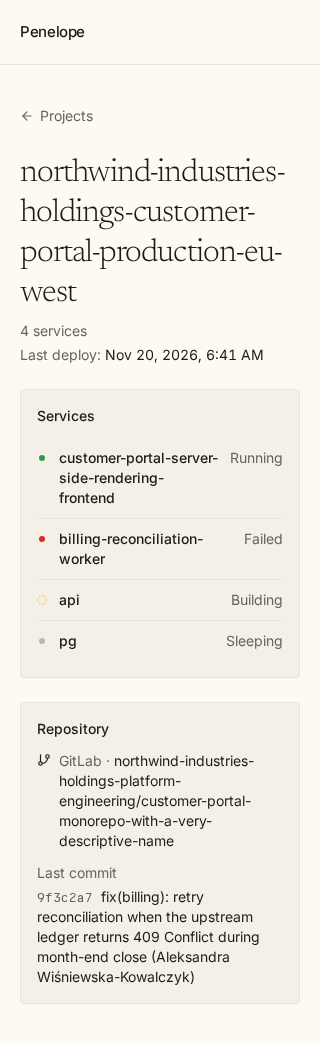 Penelope
← Projects
northwind-industries-
holdings-customer-
portal-production-eu-
west
4 services
Last deploy: Nov 20, 2026, 6:41 AM
Services
customer-portal-server- Running
side-rendering-
frontend
billing-reconciliation- Failed
worker
api Building
pg Sleeping
Repository
GitLab · northwind-industries-
holdings-platform-
engineering/customer-portal-
monorepo-with-a-very-
descriptive-name
Last commit
9f3c2a7 fix(billing): retry
reconciliation when the upstream
ledger returns 409 Conflict during
month-end close (Aleksandra
Wiśniewska-Kowalczyk)